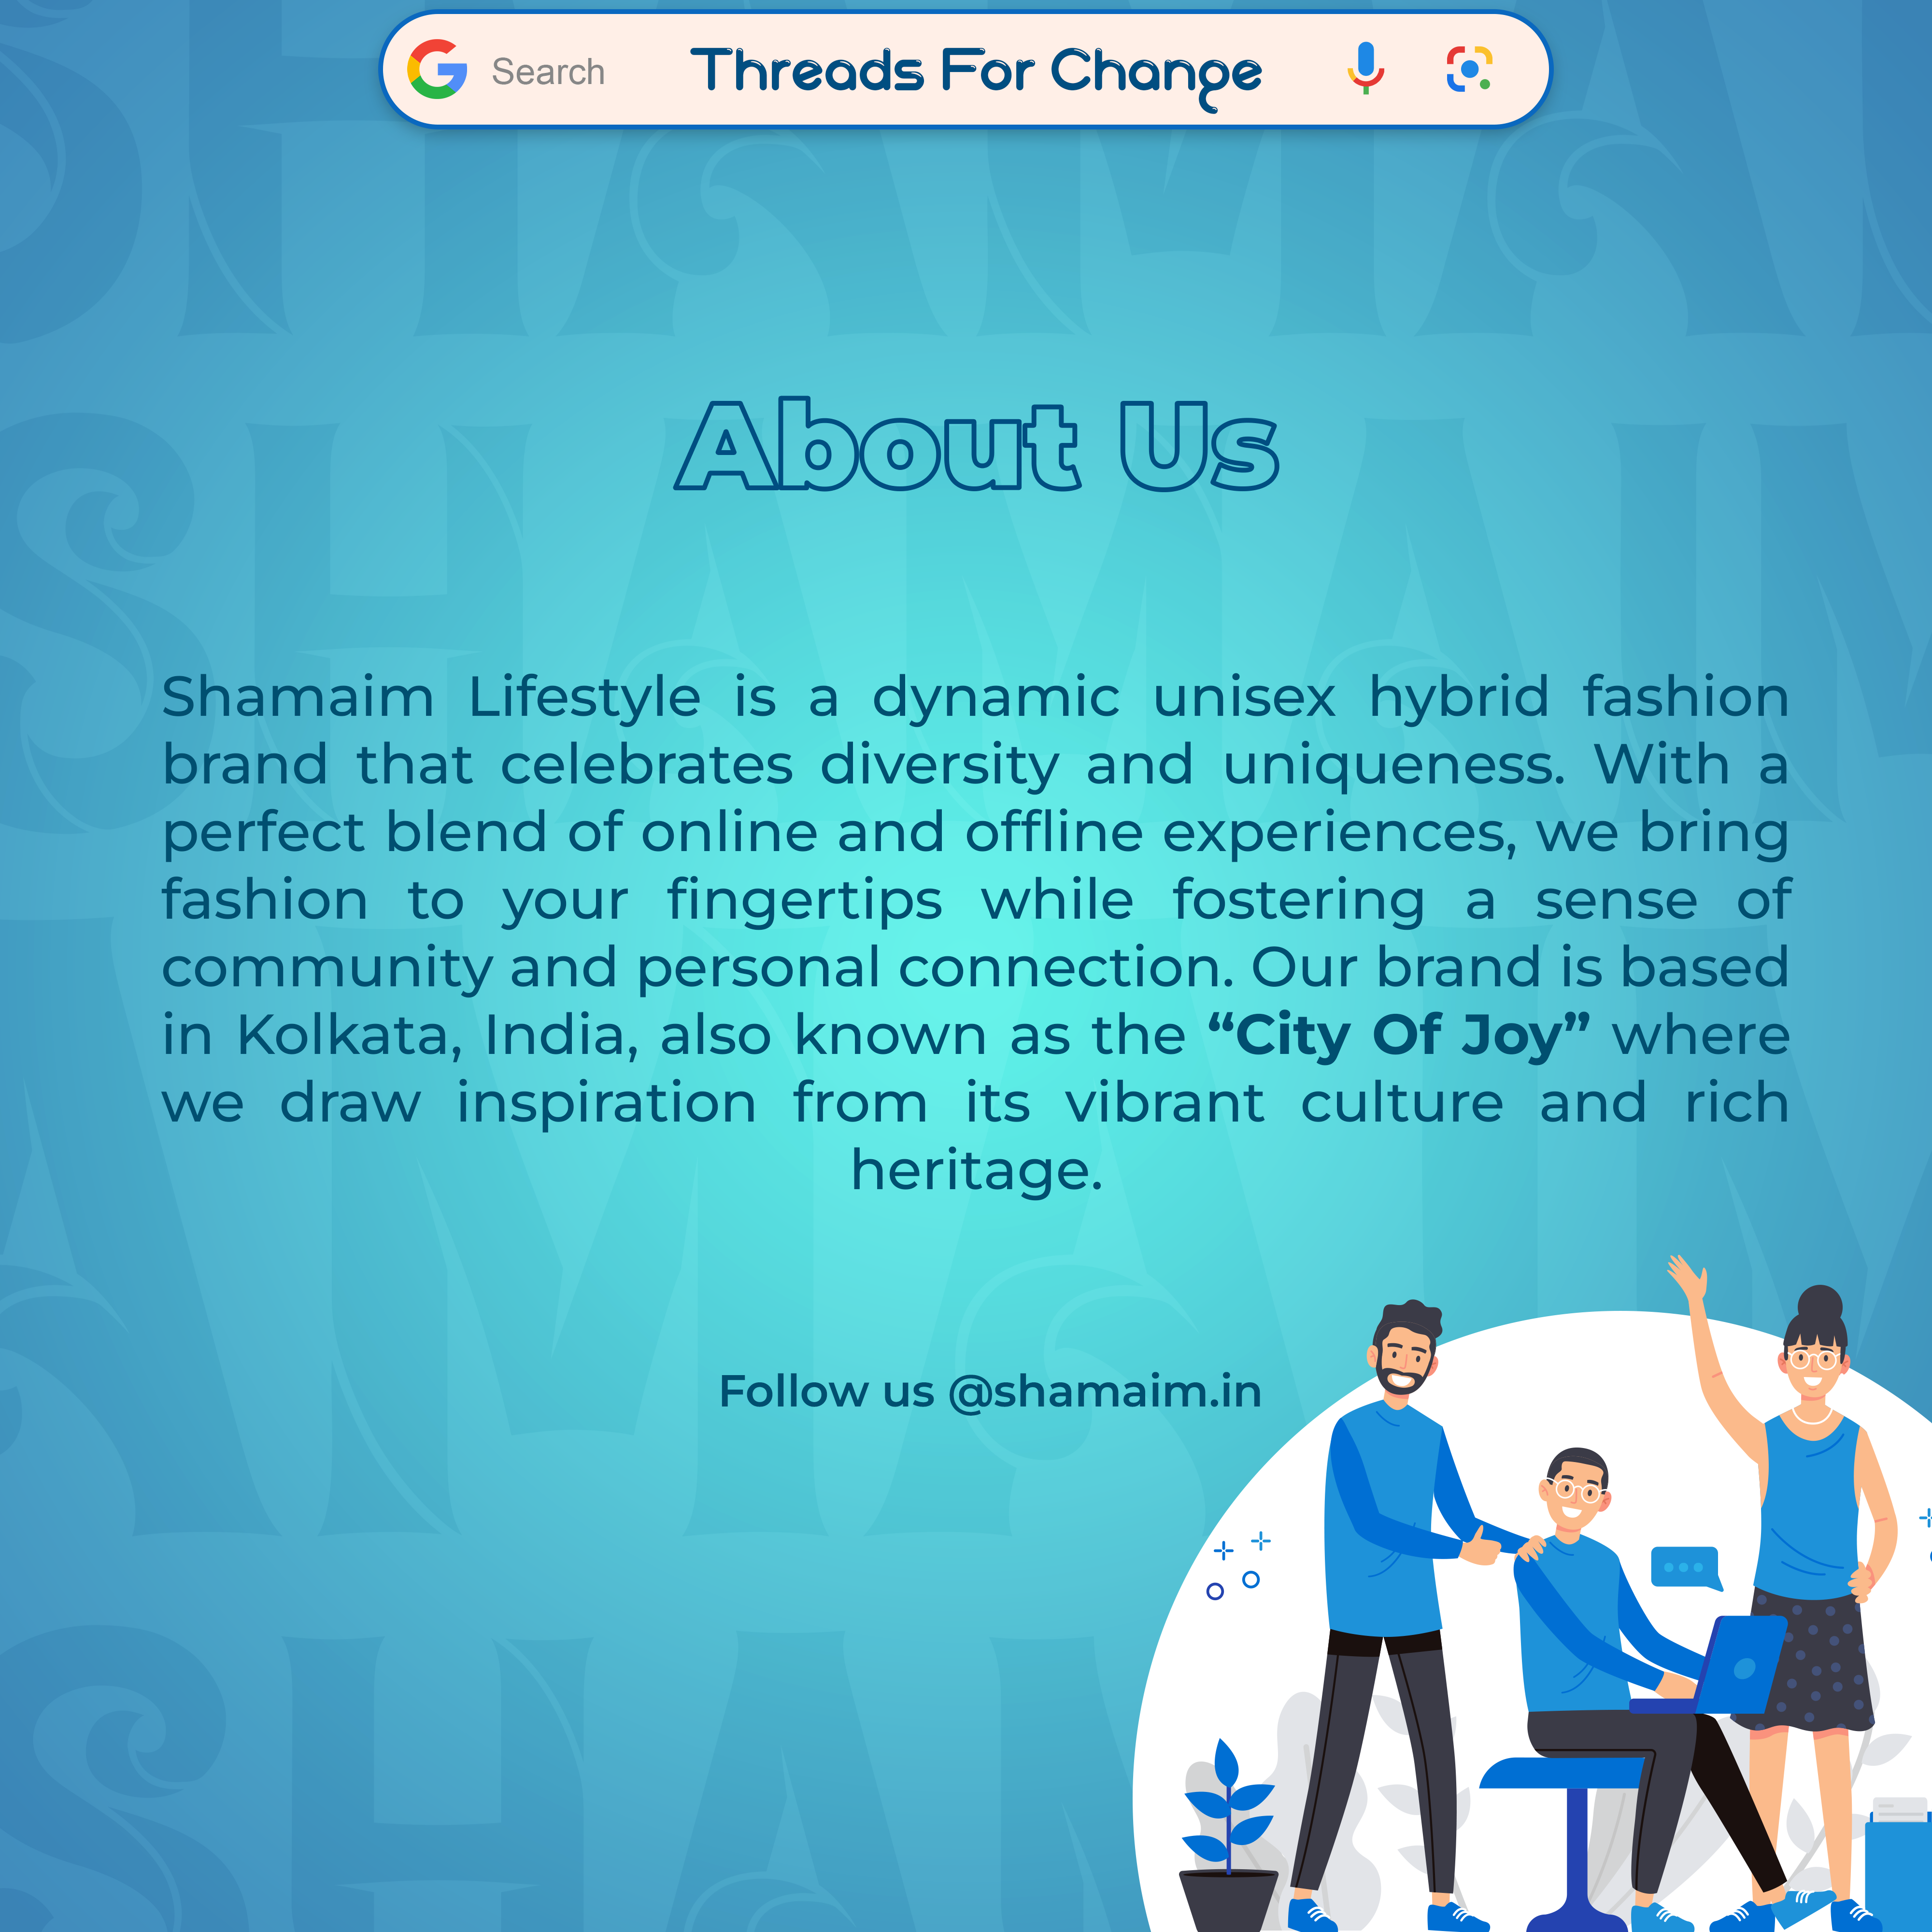 Search Threads For Change
About Us
Shamaim Lifestyle is a dynamic unisex hybrid fashion
brand that celebrates diversity and uniqueness. With a
perfect blend of online and offline experiences, we bring
fashion to your fingertips while fostering a sense of
community and personal connection. Our brand is based
in Kolkata, India, also known as the “City Of Joy” where
we draw inspiration from its vibrant culture and rich
heritage.
Follow us @shamaim.in
SHAMAIM